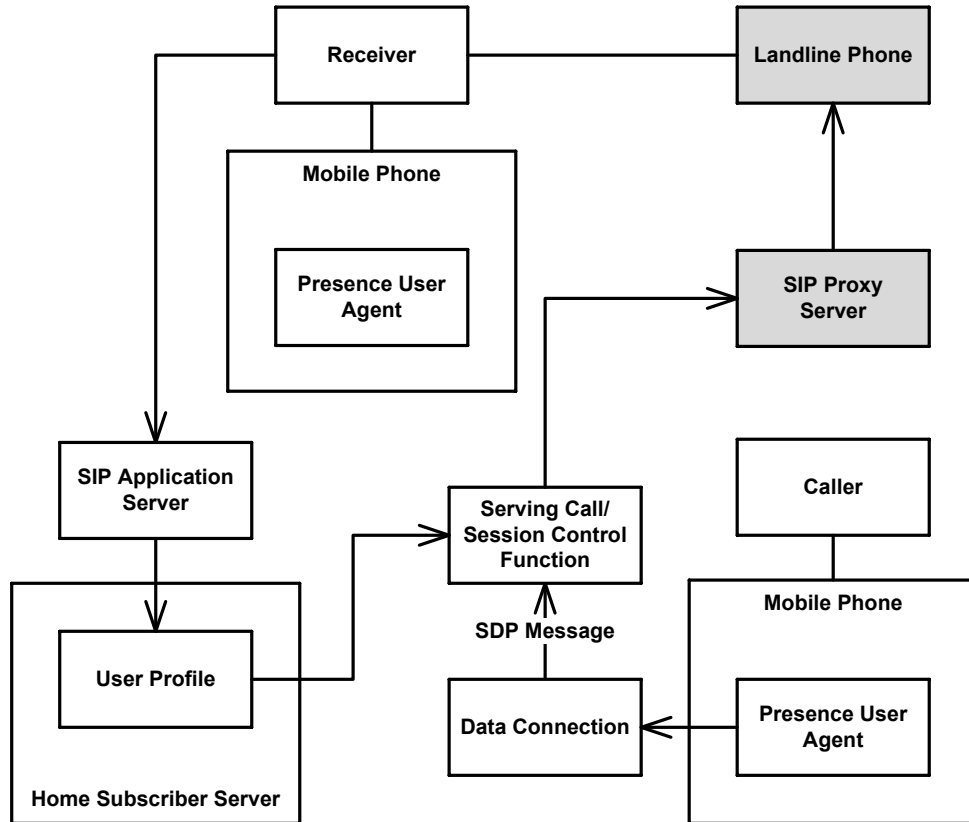 Receiver
Landline Phone
Mobile Phone
Presence User
Agent
SIP Proxy
Server
SIP Application
Server
Serving Call/
Session Control
Function
Caller
Mobile Phone
SDP Message
User Profile
Data Connection
Presence User
Agent
Home Subscriber Server